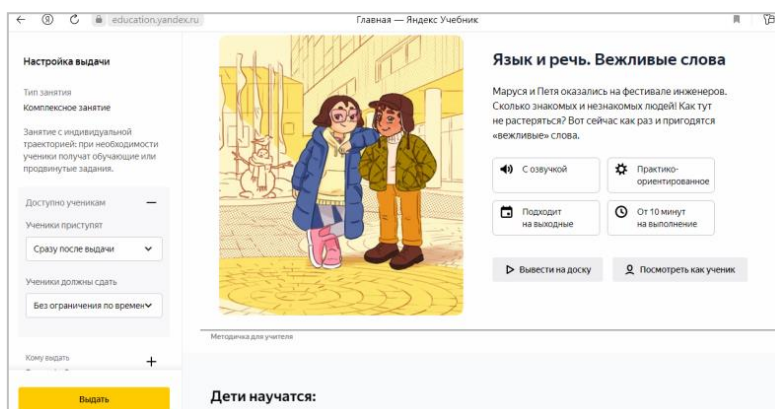 education.yandex.ru
Главная — Яндекс Учебник
Настройка выдачи
Тип занятия
Комплексное занятие
Занятие с индивидуальной
траекторией: при необходимости
ученики получат обучающие или
продвинутые задания.
Доступно ученикам
Ученики приступят
Сразу после выдачи
Ученики должны сдать
Без ограничения по времен
Кому выдать
Выдать
Язык и речь. Вежливые слова
Маруся и Петя оказались на фестивале инженеров.
Сколько знакомых и незнакомых людей! Как тут
не растеряться? Вот сейчас как раз и пригодятся
«вежливые» слова.
С озвучкой
Практико-
ориентированное
Подходит
на выходные
От 10 минут
на выполнение
Вывести на доску
Посмотреть как ученик
Методичка для учителя
Дети научатся: